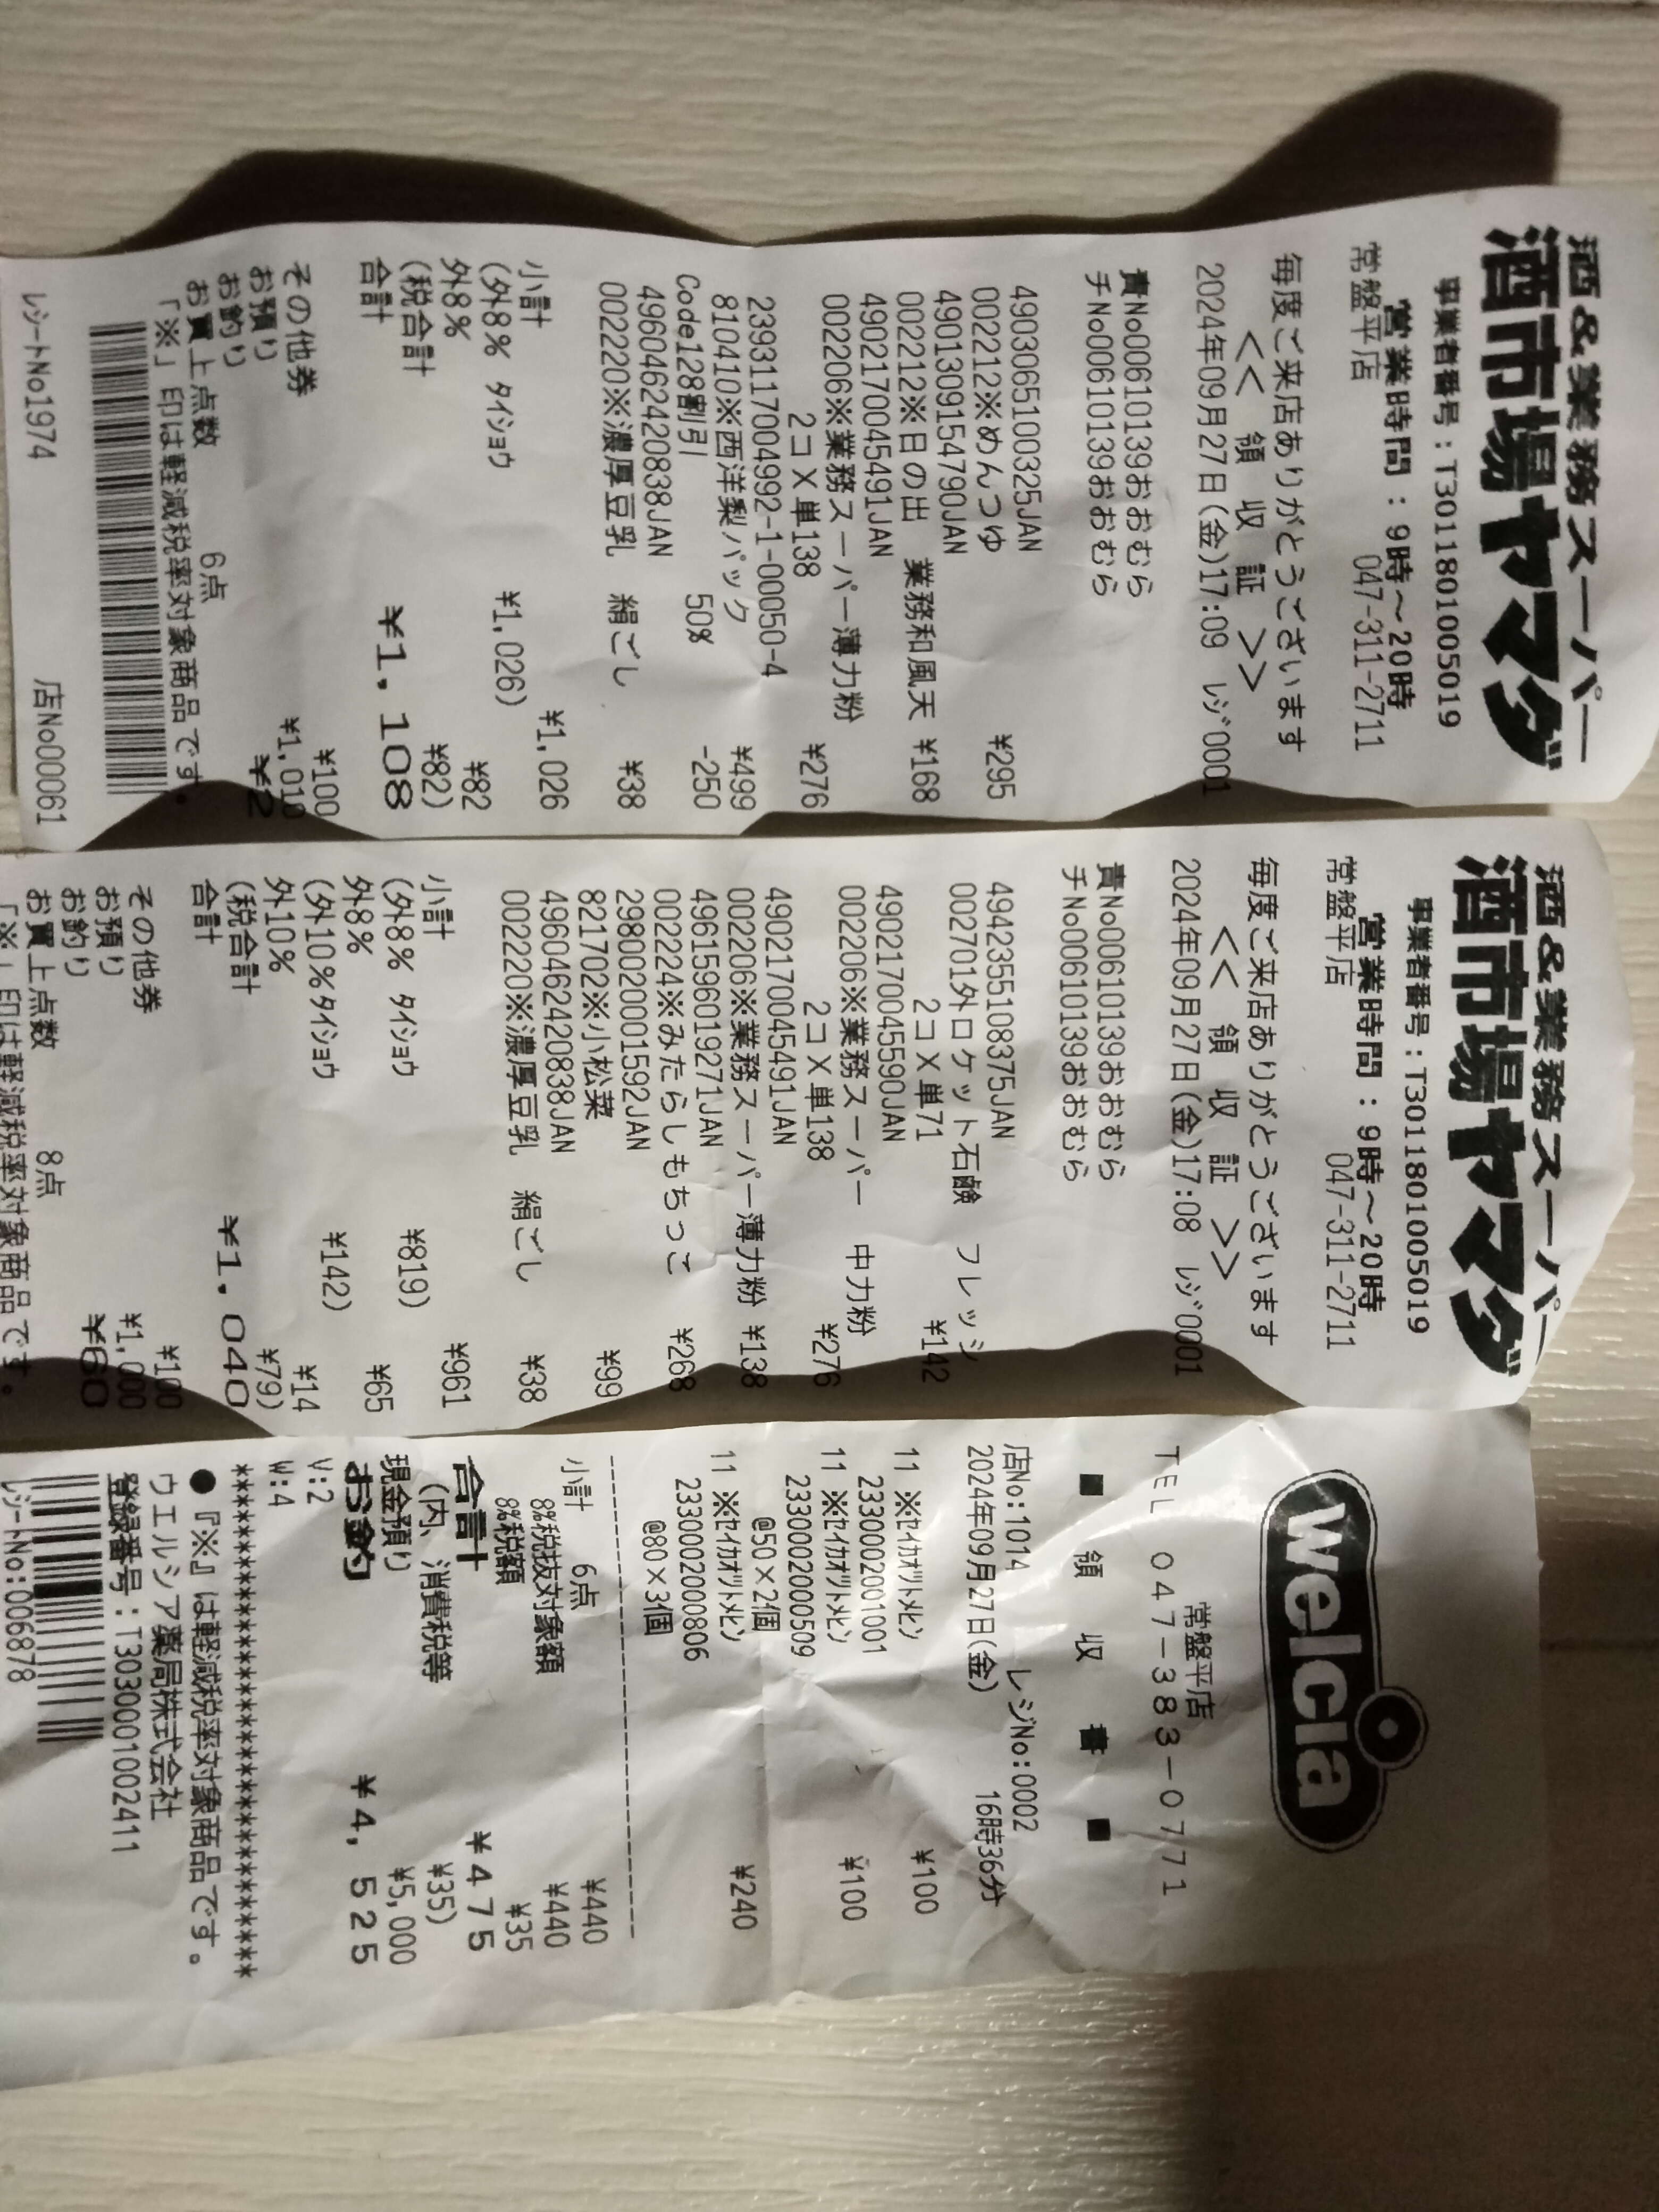 酒&業務スーパー
酒市場ヤマダ
事業者番号:T3011801005019
営業時間:9時~20時
常盤平店 047-311-2711
毎度ご来店ありがとうございます
<< 領 収 証 >>
2024年09月27日(金)17:09 レジ0001
責No00610139おおむら
チNo00610139おおむら
4903065100325JAN
002212※めんつゆ ¥295
4901309154790JAN
002212※日の出 業務和風天 ¥168
4902170045491JAN
002206※業務スーパー薄力粉
2コX単138 ¥276
2393117004992-1-00050-4
810410※西洋梨パック ¥499
Code128割引 50% -250
4960462420838JAN
002220※濃厚豆乳 絹ごし ¥38
小計 ¥1,026
(外8% タイショウ ¥1,026)
外8% ¥82
(税合計 ¥82)
合計 ¥1,108
その他券 ¥100
お預り ¥1,010
お釣り ¥2
お買上点数 6点
「※」印は軽減税率対象商品です。
レシートNo1974 店No000061
酒&業務スーパー
酒市場ヤマダ
事業者番号:T3011801005019
営業時間:9時~20時
常盤平店 047-311-2711
毎度ご来店ありがとうございます
<< 領 収 証 >>
2024年09月27日(金)17:08 レジ0001
責No00610139おおむら
チNo00610139おおむら
4942355108375JAN
002701外ロケット石鹸 フレッシ
2コX単71 ¥142
4902170045590JAN
002206※業務スーパー 中力粉
2コX単138 ¥276
4902170045491JAN
002206※業務スーパー薄力粉 ¥138
4961596019271JAN
002224※みたらしもちっこ ¥268
2980020001592JAN
821702※小松菜 ¥99
4960462420838JAN
002220※濃厚豆乳 絹ごし ¥38
小計 ¥961
(外8% タイショウ ¥819)
外8% ¥65
(外10%タイショウ ¥142)
外10% ¥14
(税合計 ¥79)
合計 ¥1,040
その他券 ¥100
お預り ¥1,000
お釣り ¥60
お買上点数 8点
「※」印は軽減税率対象商品です。
welcia
常盤平店
TEL 047-383-0771
■ 領 収 書 ■
店No:1014 レジNo:0002
2024年09月27日(金) 16時36分
11 ※セイカオリツトメヒン ¥100
2330002001001
11 ※セイカオリツトメヒン ¥100
2330002000509
@50×2個
11 ※セイカオリツトメヒン ¥240
2330002000806
@80×3個
小計 6点 ¥440
8%税抜対象額 ¥440
8%税額 ¥35
合計 ¥475
(内、消費税等 ¥35)
現金預り ¥5,000
お釣 ¥4,525
V:2
W:4
●『※』は軽減税率対象商品です。
ウエルシア薬局株式会社
登録番号:T3030001002411
レジートNo:006878